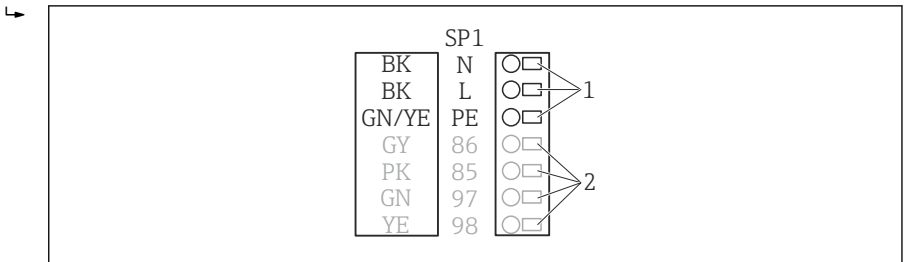 SP1
BK N
BK L 1
GN/YE PE
GY 86
PK 85 2
GN 97
YE 98